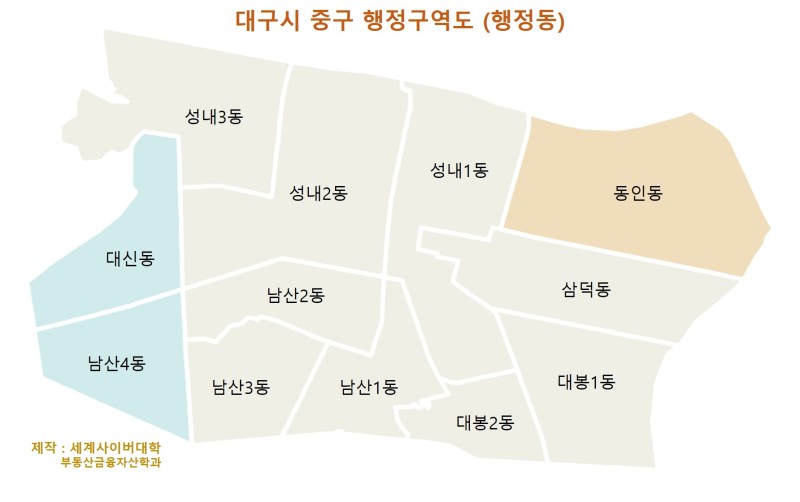 대구시 중구 행정구역도 (행정동)
성내3동
성내2동
성내1동
동인동
대신동
남산2동
삼덕동
남산4동
남산3동
남산1동
대봉1동
대봉2동
제작 : 세계사이버대학
부동산금융자산학과